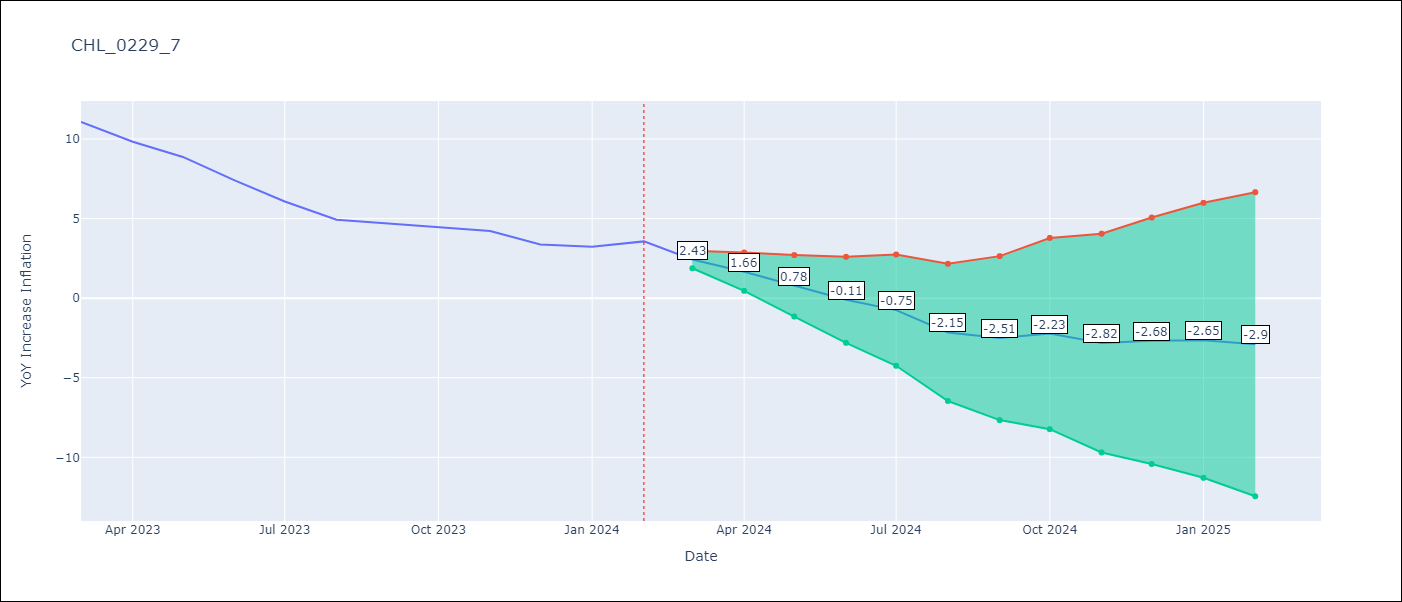 CHL_0229_7
YoY Increase Inflation
10
5
0
−5
−10
2.43
1.66
0.78
-0.11
-0.75
-2.15
-2.51
-2.23
-2.82
-2.68
-2.65
-2.9
Apr 2023
Jul 2023
Oct 2023
Jan 2024
Apr 2024
Jul 2024
Oct 2024
Jan 2025
Date